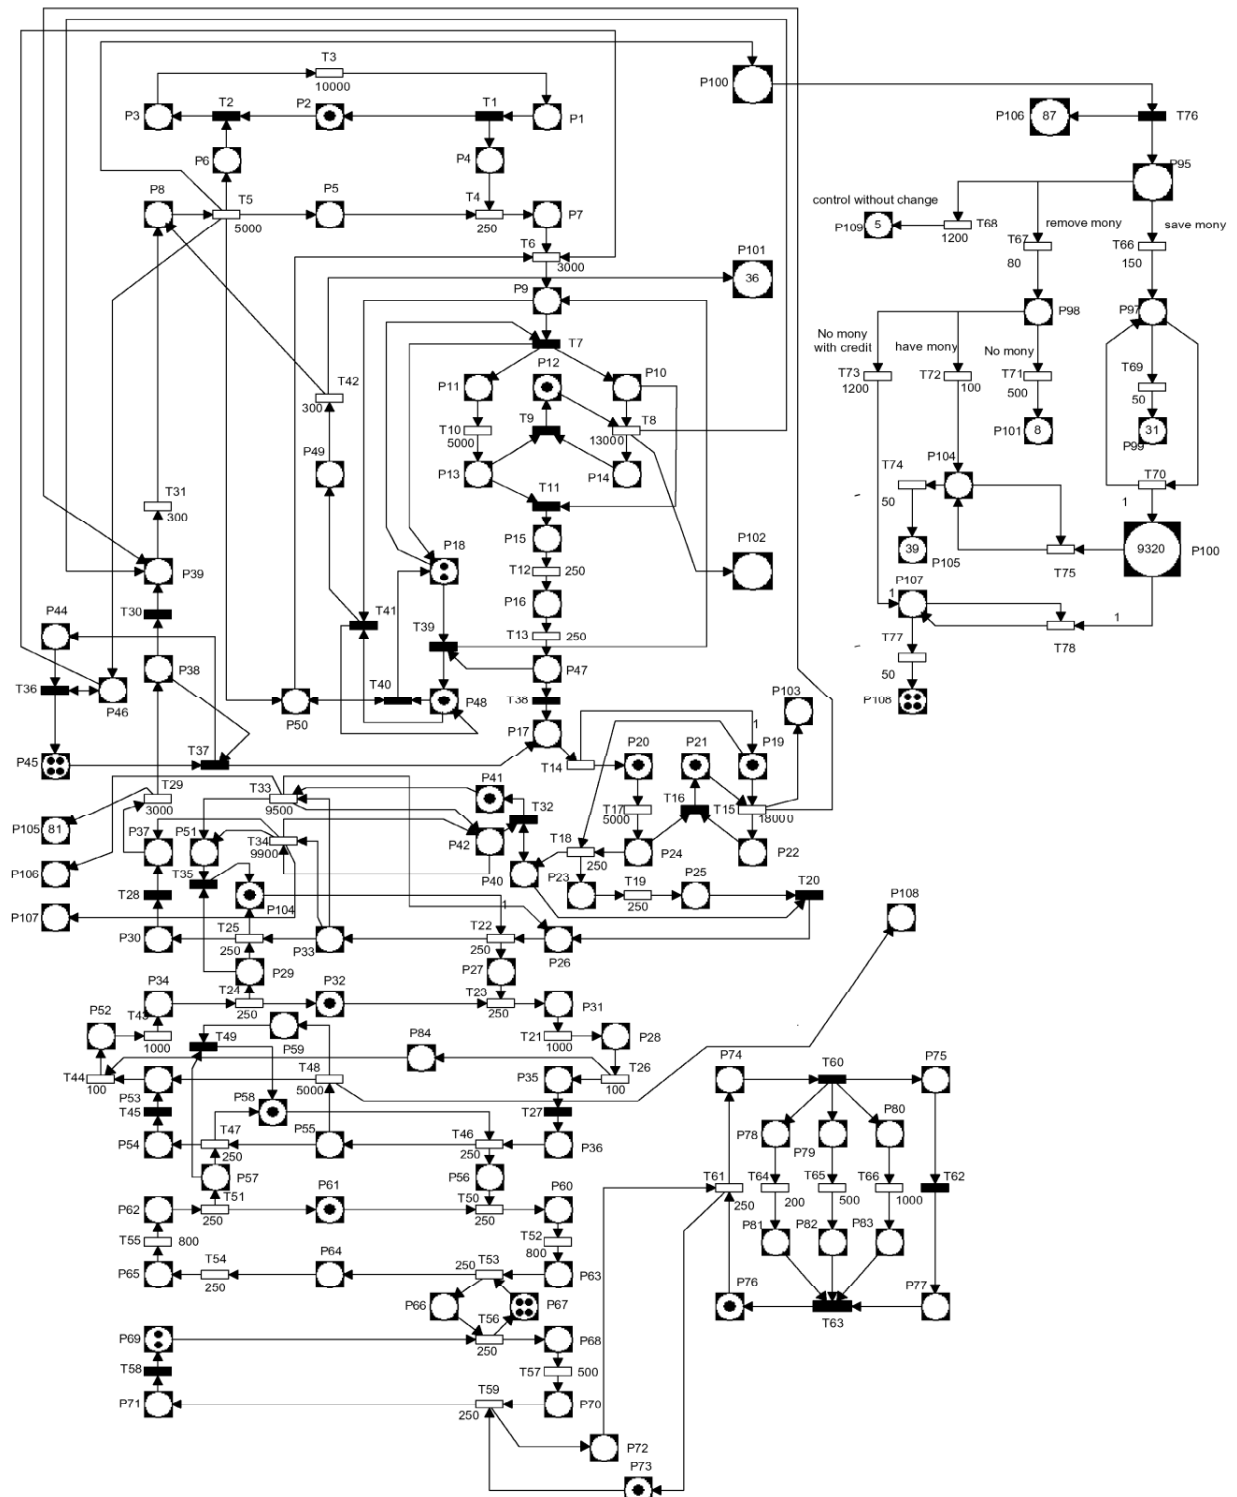 T3
10000
P100
P3
T2
P2
T1
P1
P106
87
T76
P6
P4
P95
P8
T5
5000
P5
T4
250
P7
control without change
P109
5
T68
1200
remove mony
T67
80
save mony
T66
150
T6
3000
P101
36
P9
P98
P97
No mony
with credit
have mony
No mony
T7
P12
P11
P10
T42
300
T73
1200
T72
100
T71
500
T69
50
T10
5000
T9
T8
13000
P101
8
31
P99
P49
P13
P14
P104
T74
50
T70
1
T31
300
T11
P15
P18
P102
39
P105
T75
9320
P100
P39
T12
250
P107
1
P16
T30
P44
T41
T39
T13
250
T77
50
T78
1
P38
P47
T36
P46
P50
T40
P48
T38
P103
P108
P17
1
P45
T37
T14
P20
P21
P19
T29
3000
T33
9500
P41
T32
T17
5000
T16
T15
18000
P105
81
P37
P51
T34
9900
P42
T18
250
P24
P22
P106
T35
P40
P23
T19
250
P25
T20
T28
P104
1
P108
P107
P30
T25
250
P33
T22
250
P26
P29
P27
P34
T24
250
P32
T23
250
P31
P52
T43
1000
P59
T49
P84
T21
1000
P28
P74
T60
P75
T44
100
P53
T48
5000
P35
T26
100
P58
T45
T27
P78
P79
P80
P54
T47
250
P55
T46
250
P36
P57
P56
T61
250
T64
200
T65
500
T66
1000
T62
P62
T51
250
P61
T50
250
P60
T55
800
T52
800
P81
P82
P83
P65
T54
250
P64
T53
250
P63
P76
P77
P66
P67
T63
T56
250
P69
P68
T58
T57
500
P71
T59
250
P70
P72
P73